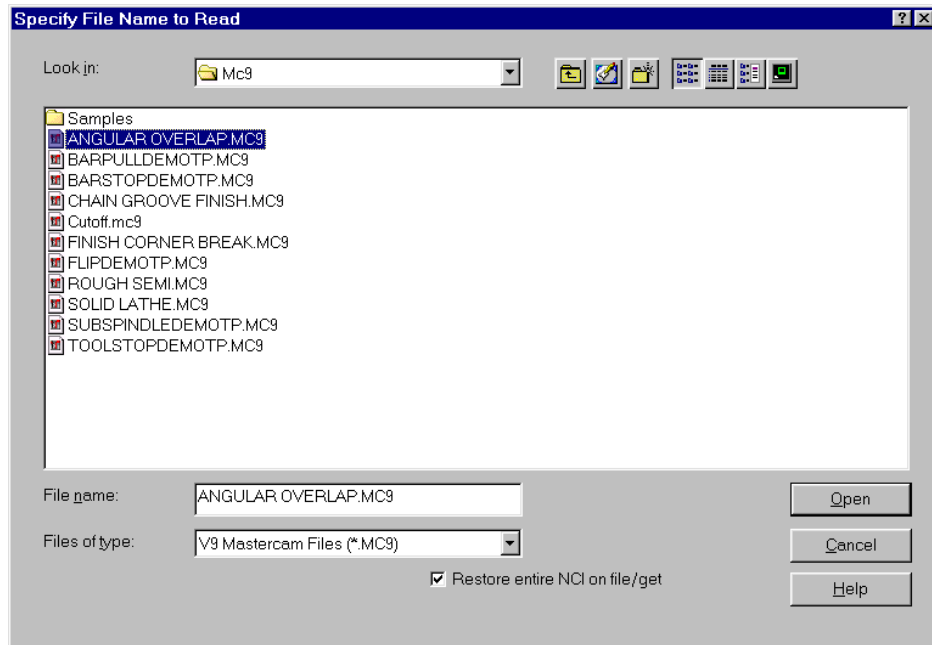 Specify File Name to Read
Look in: Mc9
Samples
ANGULAR OVERLAP.MC9
BARPULLDEMOTP.MC9
BARSTOPDEMOTP.MC9
CHAIN GROOVE FINISH.MC9
Cutoff.mc9
FINISH CORNER BREAK.MC9
FLIPDEMOTP.MC9
ROUGH SEMI.MC9
SOLID LATHE.MC9
SUBSPINDLEDEMOTP.MC9
TOOLSTOPDEMOTP.MC9
File name: ANGULAR OVERLAP.MC9 Open
Files of type: V9 Mastercam Files (*.MC9) Cancel
Restore entire NCI on file/get
Help